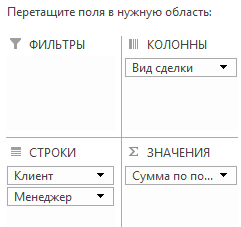 Перетащите поля в нужную область:
ФИЛЬТРЫ
КОЛОННЫ
Вид сделки
СТРОКИ
Клиент
Менеджер
ЗНАЧЕНИЯ
Сумма по по...